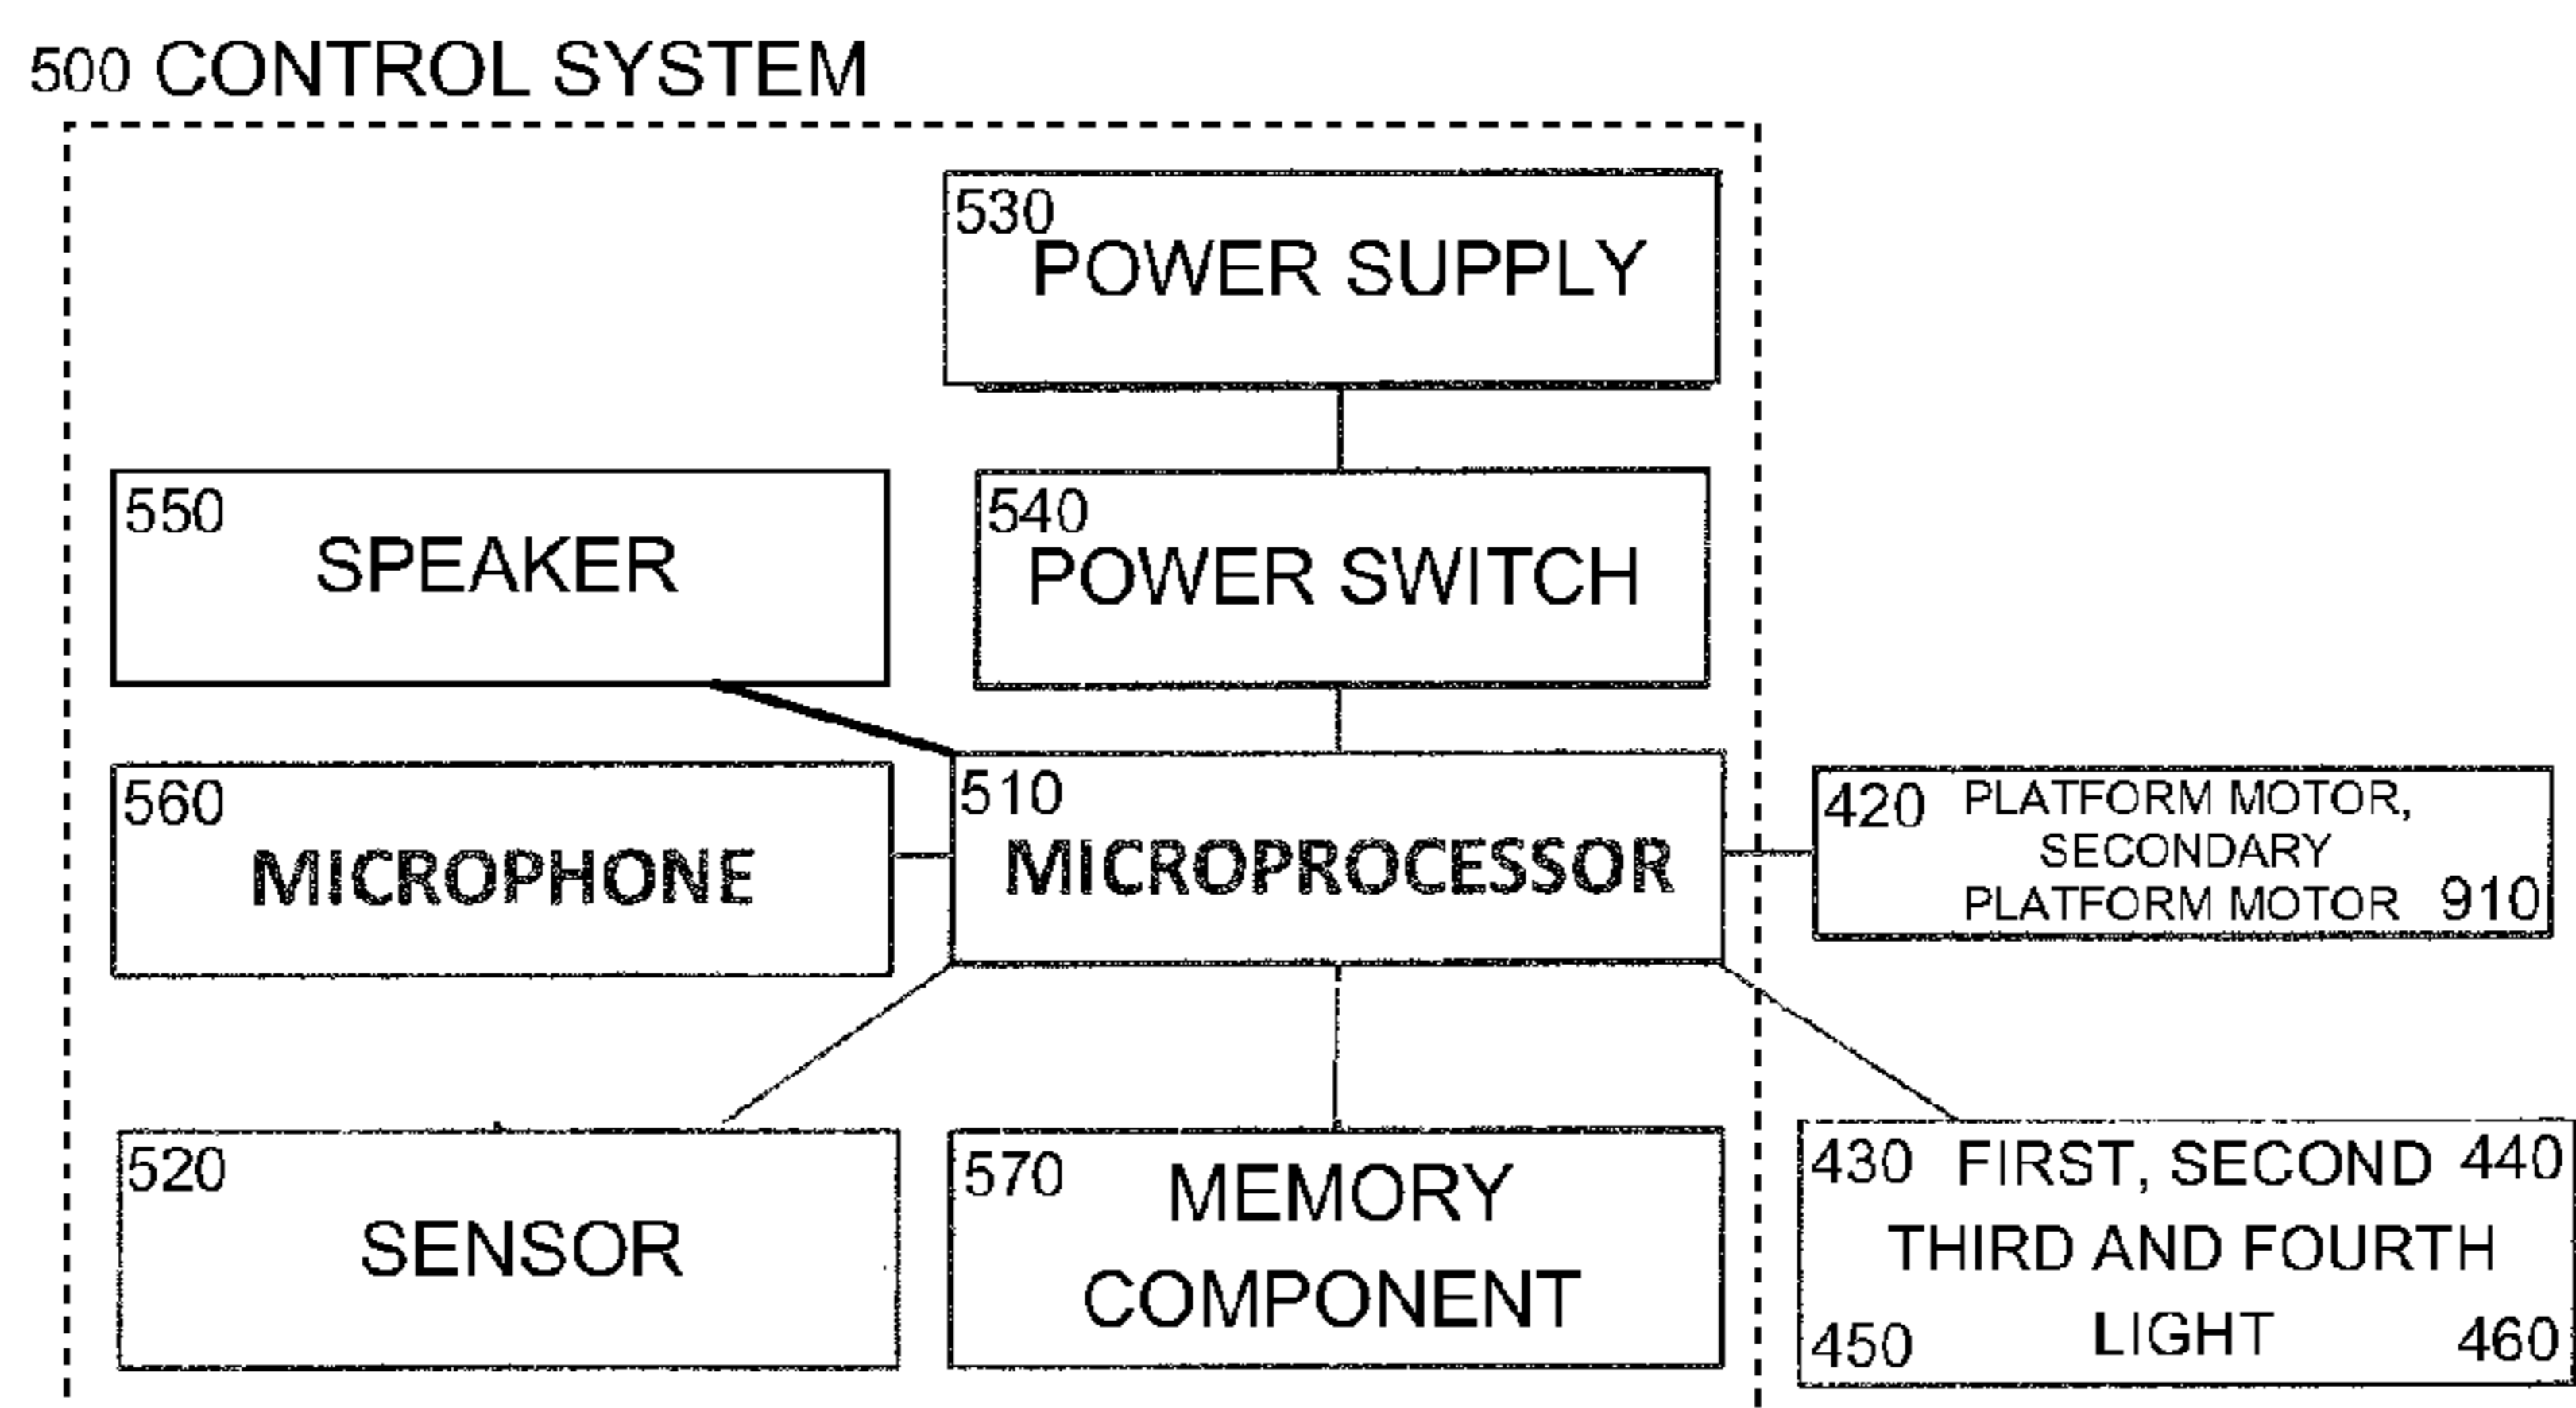 500 CONTROL SYSTEM
530
POWER SUPPLY
550
SPEAKER
540
POWER SWITCH
560
MICROPHONE
510
MICROPROCESSOR
420 PLATFORM MOTOR,
SECONDARY
PLATFORM MOTOR 910
520
SENSOR
570 MEMORY
COMPONENT
430 FIRST, SECOND 440
THIRD AND FOURTH
450 LIGHT 460